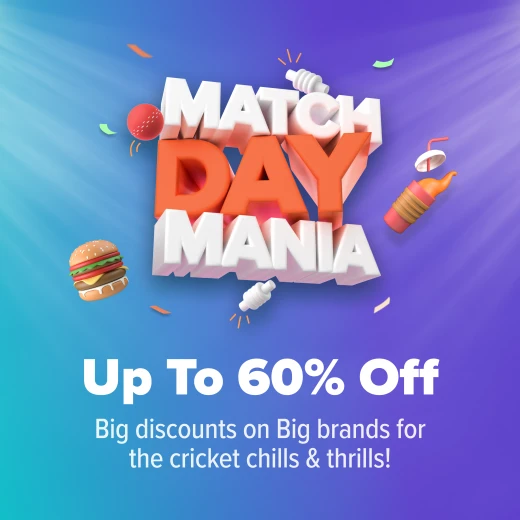 MATCH
DAY
MANIA
Up To 60% Off
Big discounts on Big brands for
the cricket chills & thrills!